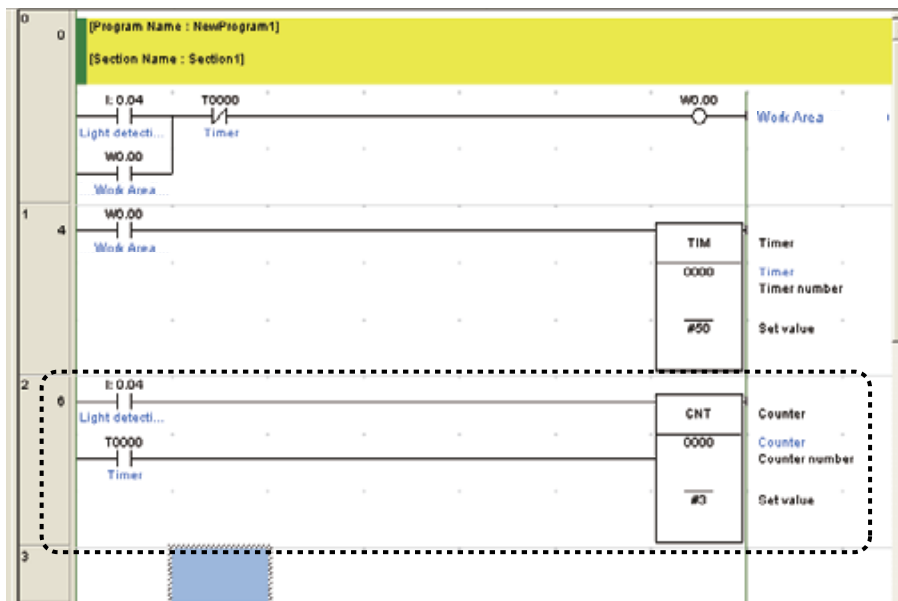 0
0
[Program Name : NewProgram1]
[Section Name : Section1]
I: 0.04 T0000 W0.00
Light detecti... Timer Work Area
W0.00
Work Area
1
4
W0.00
Work Area
TIM Timer
0000 Timer
Timer number
#50 Set value
2
6
I: 0.04
Light detecti...
CNT Counter
T0000 0000 Counter
Timer Counter number
#3 Set value
3